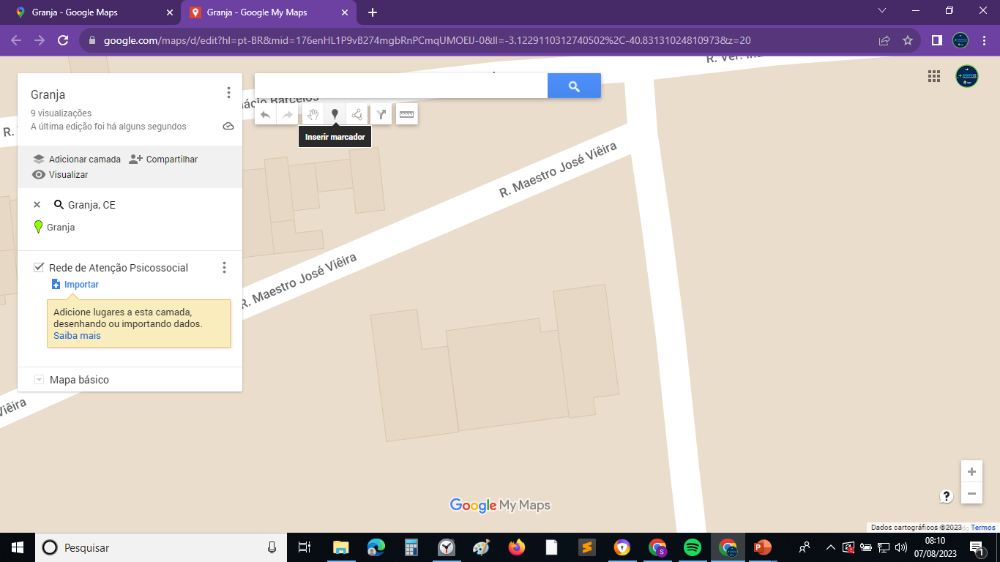 Granja - Google Maps
Granja - Google My Maps
google.com/maps/d/edit?hl=pt-BR&mid=176enHL1P9vB274mgbRnPCmqUMOEIJ-0&ll=-3.1229110312740502%2C-40.83131024810973&z=20
Granja
9 visualizações
A última edição foi há alguns segundos
Adicionar camada
Compartilhar
Visualizar
Granja, CE
Granja
Rede de Atenção Psicossocial
Importar
Adicione lugares a esta camada,
desenhando ou importando dados.
Saiba mais
Mapa básico
Inserir marcador
ácio Barcelos
R. Ver. Iná
R.
R. Maestro José Viêira
R. Maestro José Viêira
Viêira
Google My Maps
?
Dados cartográficos ©2023
Termos
Pesquisar
S
08:10
07/08/2023
1